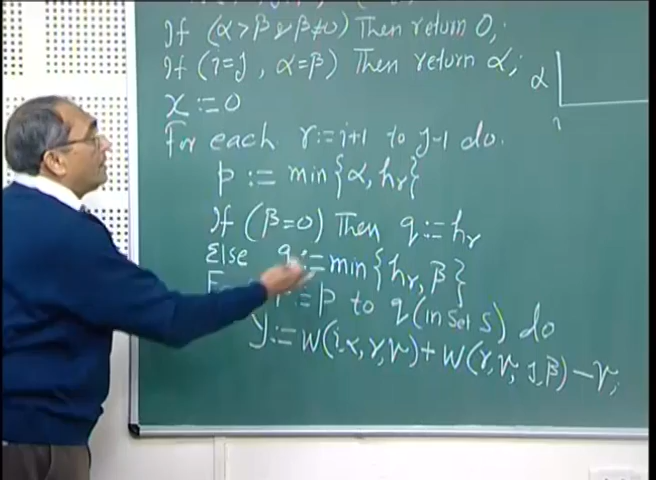 If (α>β & β≠0) Then return 0;
If (i=j, α=β) Then return α;
x := 0
For each r:=i+1 to j-1 do.
p := min{α, hr}
If (β=0) Then q := hr
Else q := min{hr, β}
:= p to q (in Set S) do
y := W(i,α,r,γ) + W(r,γ,j,β) - γ;
α
i